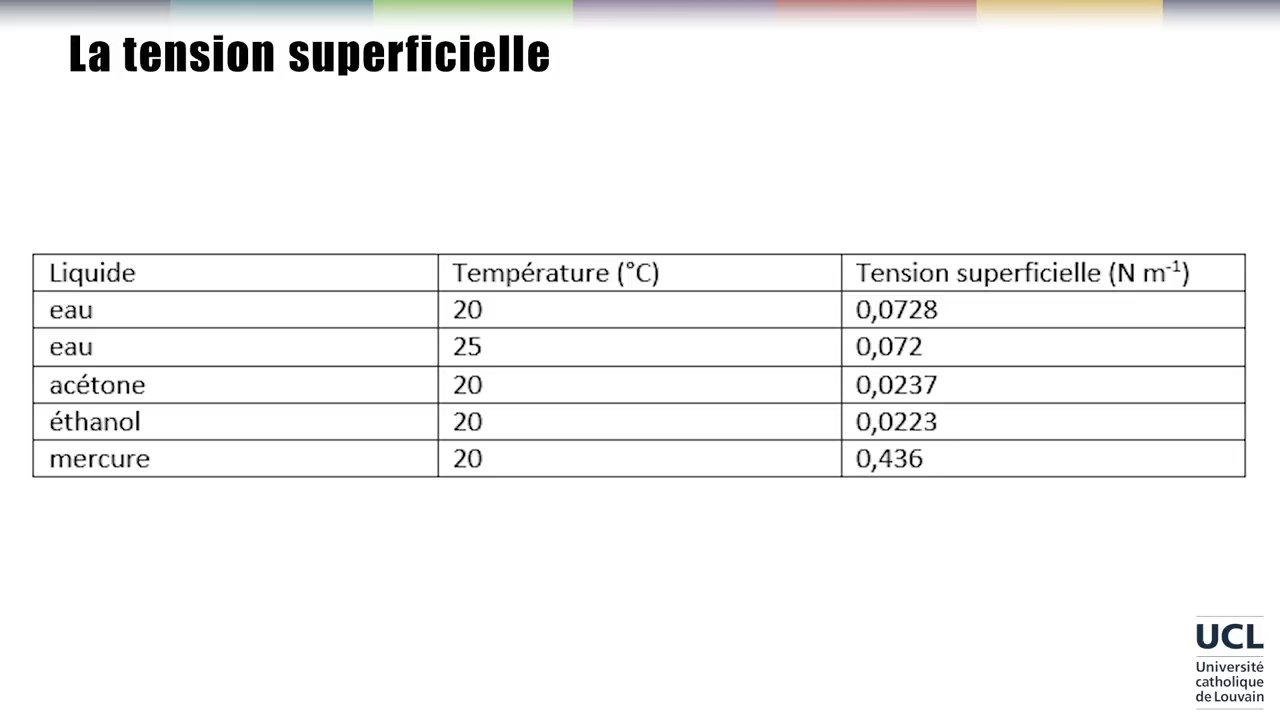 La tension superficielle
Liquide Température (°C) Tension superficielle (N m⁻¹)
eau 20 0,0728
eau 25 0,072
acétone 20 0,0237
éthanol 20 0,0223
mercure 20 0,436
UCL
Université
catholique
de Louvain